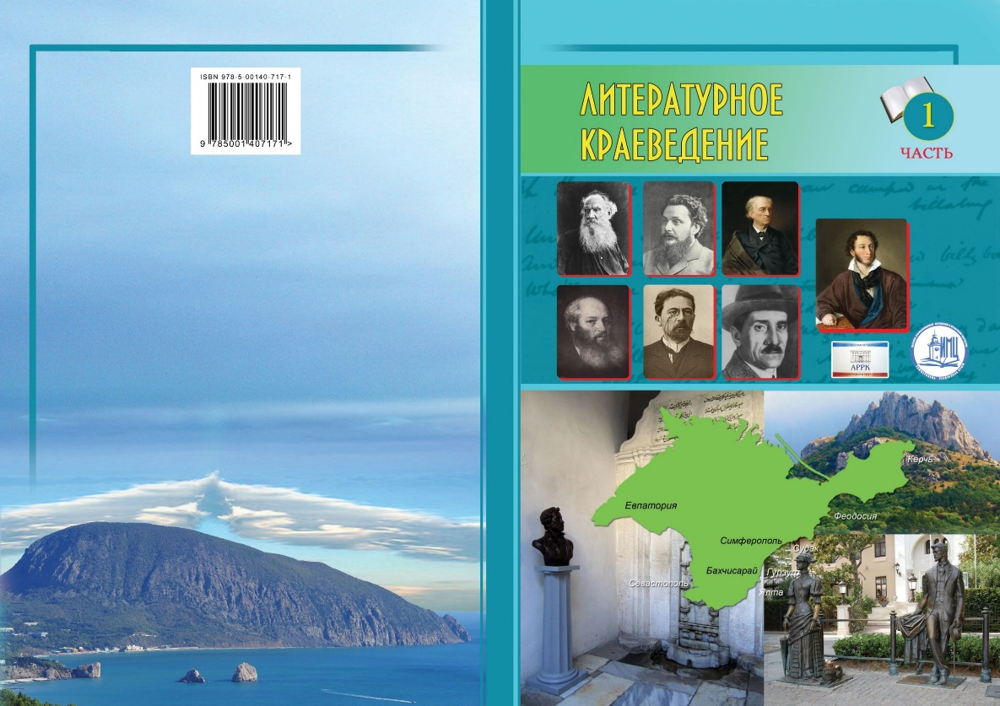 ISBN 978-5-00140-717-1
9 785001 407171 >
ЛИТЕРАТУРНОЕ
КРАЕВЕДЕНИЕ
1
ЧАСТЬ
АРРК
ИМЦ
Керчь
Евпатория
Феодосия
Симферополь
Судак
Бахчисарай
Гурзуф
Севастополь
Ялта